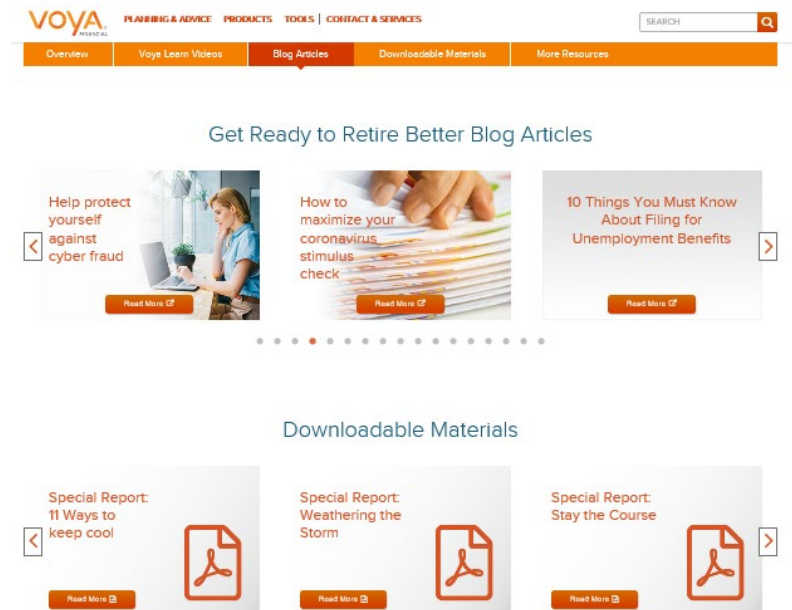 VOYA
FINANCIAL
PLANNING & ADVICE PRODUCTS TOOLS | CONTACT & SERVICES
SEARCH
Overview Voya Learn Videos Blog Articles Downloadable Materials More Resources
Get Ready to Retire Better Blog Articles
Help protect
yourself
against
cyber fraud
Read More
How to
maximize your
coronavirus
stimulus
check
Read More
10 Things You Must Know
About Filing for
Unemployment Benefits
Read More
Downloadable Materials
Special Report:
11 Ways to
keep cool
Read More
Special Report:
Weathering the
Storm
Read More
Special Report:
Stay the Course
Read More